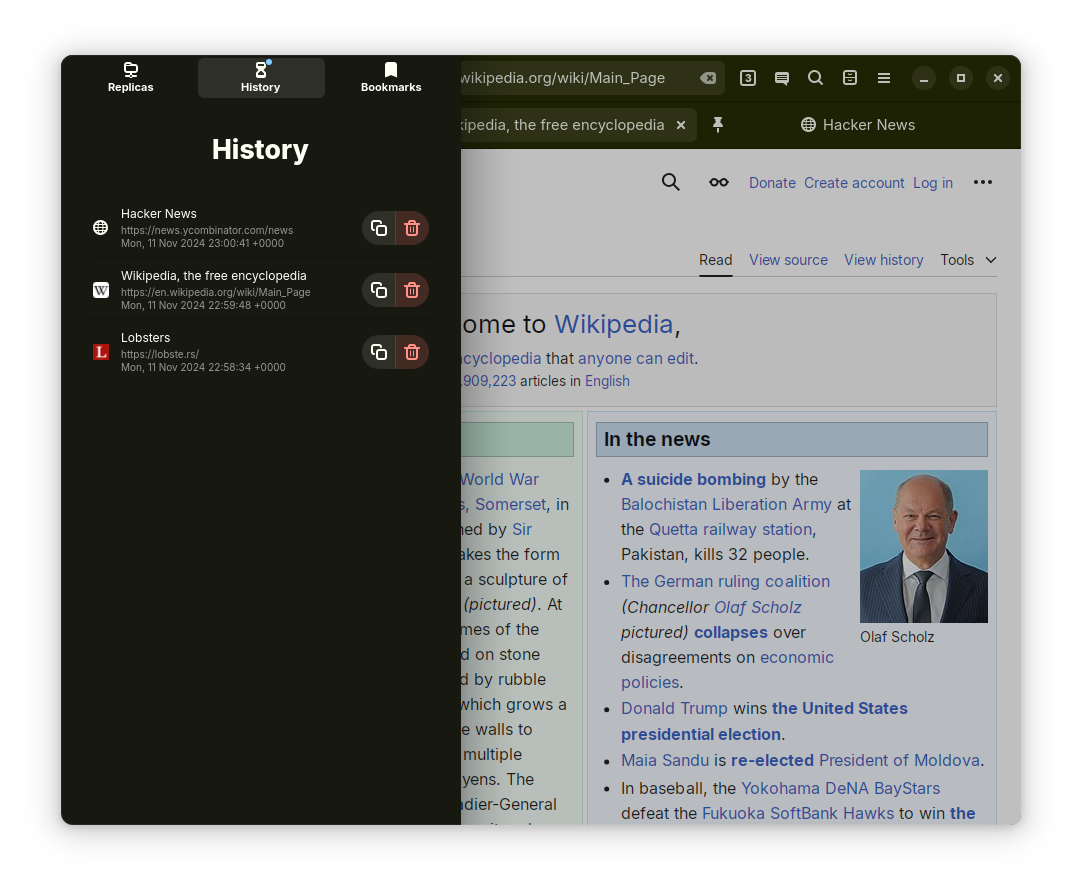 Replicas
History
Bookmarks
wikipedia.org/wiki/Main_Page
3
History
kipedia, the free encyclopedia
Hacker News
Hacker News
https://news.ycombinator.com/news
Mon, 11 Nov 2024 23:00:41 +0000
W
Wikipedia, the free encyclopedia
https://en.wikipedia.org/wiki/Main_Page
Mon, 11 Nov 2024 22:59:48 +0000
L
Lobsters
https://lobste.rs/
Mon, 11 Nov 2024 22:58:34 +0000
Donate Create account Log in
Read View source View history Tools
ome to Wikipedia,
cyclopedia that anyone can edit.
909,223 articles in English
World War
s, Somerset, in
ned by Sir
akes the form
a sculpture of
(pictured). At
mes of the
d on stone
d by rubble
which grows a
e walls to
multiple
yens. The
adier-General
In the news
A suicide bombing by the
Balochistan Liberation Army at
the Quetta railway station,
Pakistan, kills 32 people.
The German ruling coalition
(Chancellor Olaf Scholz
pictured) collapses over
disagreements on economic
policies.
Olaf Scholz
Donald Trump wins the United States
presidential election.
Maia Sandu is re-elected President of Moldova.
In baseball, the Yokohama DeNA BayStars
defeat the Fukuoka SoftBank Hawks to win the